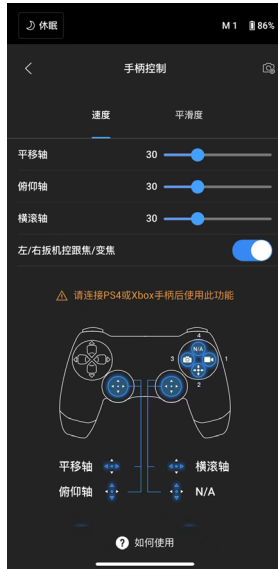 休眠 M 1 86%
手柄控制
速度 平滑度
平移轴 30
俯仰轴 30
横滚轴 30
左/右扳机控跟焦/变焦
请连接PS4或Xbox手柄后使用此功能
4
N/A
3 1
2
平移轴 横滚轴
俯仰轴 N/A
? 如何使用